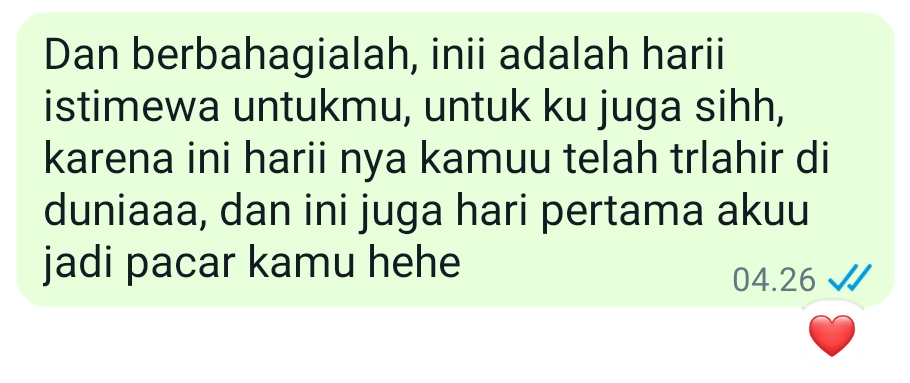 Dan berbahagialah, inii adalah harii
istimewa untukmu, untuk ku juga sihh,
karena ini harii nya kamuu telah trlahir di
duniaaa, dan ini juga hari pertama akuu
jadi pacar kamu hehe
04.26